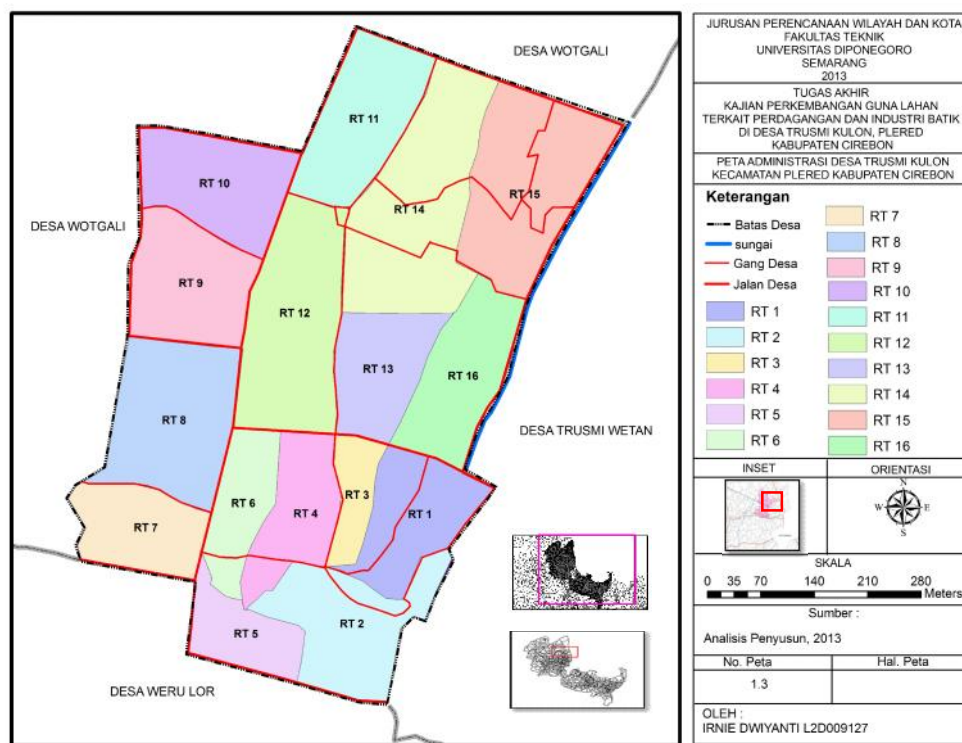 DESA WOTGALI
DESA WOTGALI
RT 11
RT 10
RT 15
RT 14
RT 9
RT 12
RT 13
RT 16
RT 8
DESA TRUSMI WETAN
RT 6
RT 3
RT 4
RT 1
RT 7
RT 2
RT 5
DESA WERU LOR
JURUSAN PERENCANAAN WILAYAH DAN KOTA
FAKULTAS TEKNIK
UNIVERSITAS DIPONEGORO
SEMARANG
2013
TUGAS AKHIR
KAJIAN PERKEMBANGAN GUNA LAHAN
TERKAIT PERDAGANGAN DAN INDUSTRI BATIK
DI DESA TRUSMI KULON, PLERED
KABUPATEN CIREBON
PETA ADMINISTRASI DESA TRUSMI KULON
KECAMATAN PLERED KABUPATEN CIREBON
Keterangan
Batas Desa
sungai
Gang Desa
Jalan Desa
RT 1
RT 2
RT 3
RT 4
RT 5
RT 6
RT 7
RT 8
RT 9
RT 10
RT 11
RT 12
RT 13
RT 14
RT 15
RT 16
INSET
ORIENTASI
N
W E
S
SKALA
0 35 70 140 210 280
Meters
Sumber :
Analisis Penyusun, 2013
No. Peta Hal. Peta
1.3
OLEH :
IRNIE DWIYANTI L2D009127